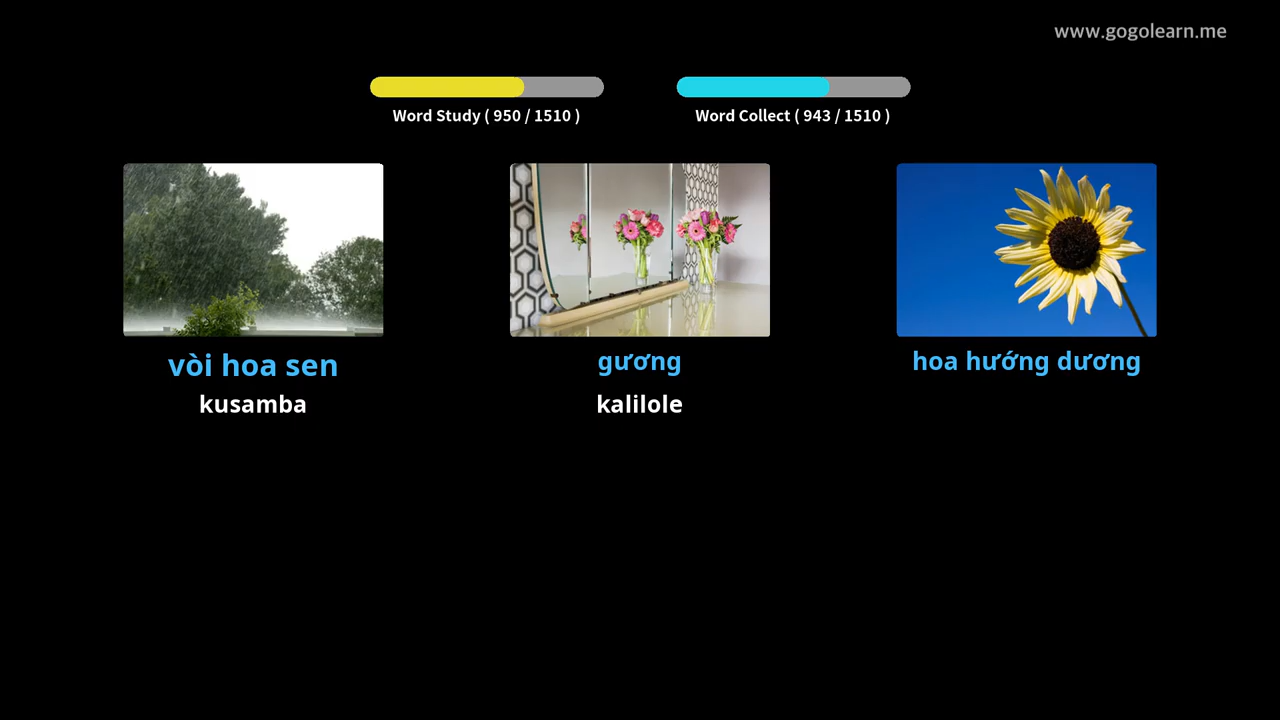 www.gogolearn.me
Word Study ( 950 / 1510 )
Word Collect ( 943 / 1510 )
vòi hoa sen
kusamba
gương
kalilole
hoa hướng dương